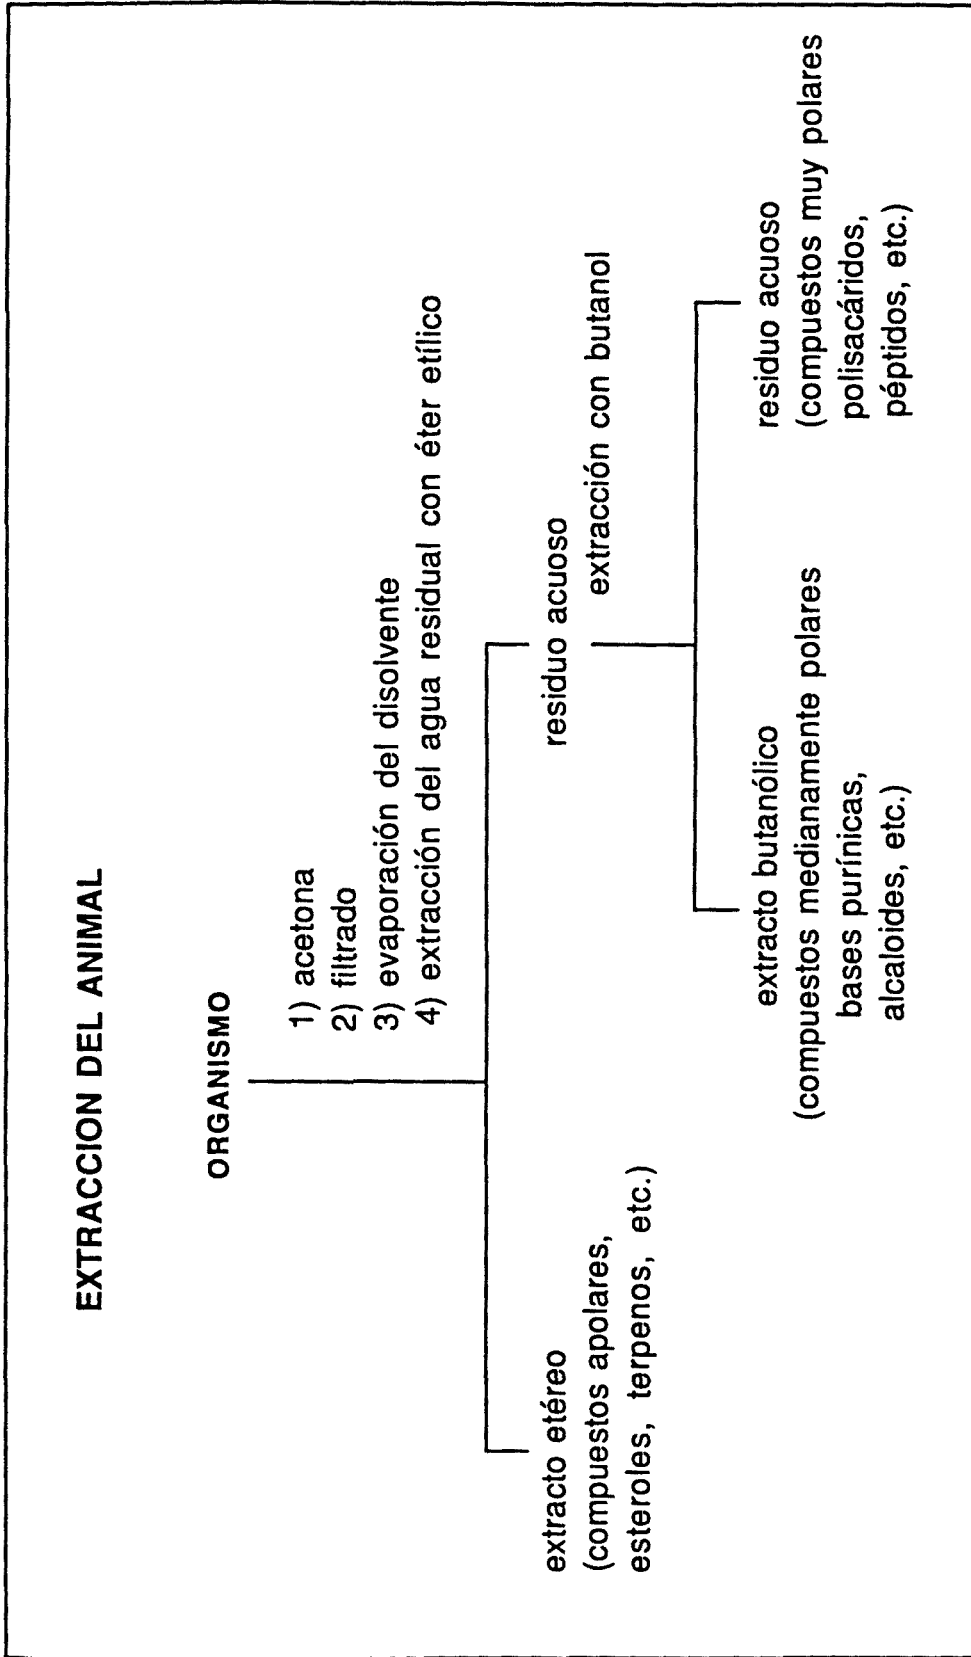 EXTRACCION DEL ANIMAL
ORGANISMO
1) acetona
2) filtrado
3) evaporación del disolvente
4) extracción del agua residual con éter etílico
extracto etéreo
(compuestos apolares,
esteroles, terpenos, etc.)
residuo acuoso
extracción con butanol
extracto butanólico
(compuestos medianamente polares
bases purínicas,
alcaloides, etc.)
residuo acuoso
(compuestos muy polares
polisacáridos,
péptidos, etc.)